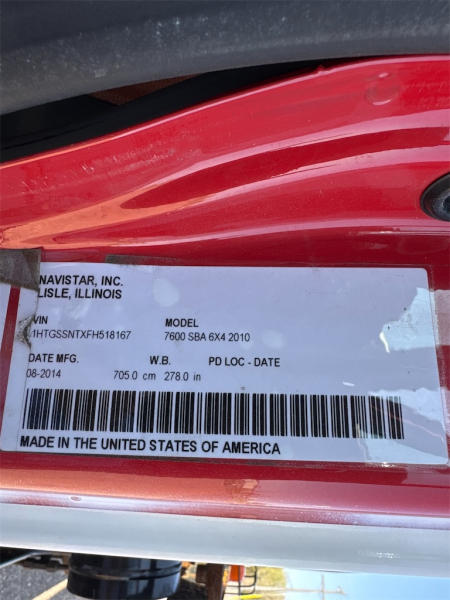 NAVISTAR, INC.
LISLE, ILLINOIS
VIN MODEL
1HTGSSNTXFH518167 7600 SBA 6X4 2010
DATE MFG. W.B. PD LOC - DATE
08-2014 705.0 cm 278.0 in
MADE IN THE UNITED STATES OF AMERICA